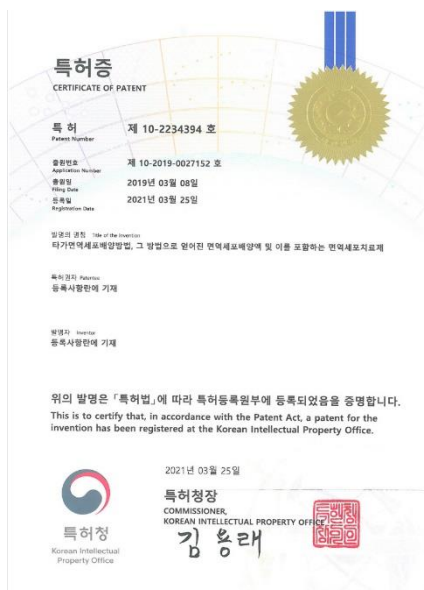 특허증
CERTIFICATE OF PATENT
특 허 제 10-2234394 호
Patent Number
출원번호 제 10-2019-0027152 호
Application Number
출원일 2019년 03월 08일
Filing Date
등록일 2021년 03월 25일
Registration Date
발명의 명칭 Title of the Invention
타가면역세포배양방법, 그 방법으로 얻어진 면역세포배양액 및 이를 포함하는 면역세포치료제
특허권자 Patentee
등록사항란에 기재
발명자 Inventor
등록사항란에 기재
위의 발명은 「특허법」에 따라 특허등록원부에 등록되었음을 증명합니다.
This is to certify that, in accordance with the Patent Act, a patent for the
invention has been registered at the Korean Intellectual Property Office.
2021년 03월 25일
특허청장
COMMISSIONER,
KOREAN INTELLECTUAL PROPERTY OFFICE
김용래
특허청
Korean Intellectual
Property Office